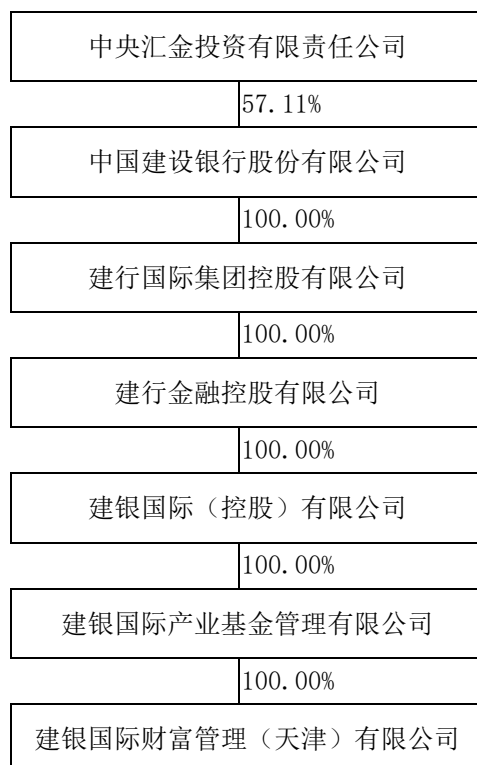 中央汇金投资有限责任公司
57.11%
中国建设银行股份有限公司
100.00%
建行国际集团控股有限公司
100.00%
建行金融控股有限公司
100.00%
建银国际（控股）有限公司
100.00%
建银国际产业基金管理有限公司
100.00%
建银国际财富管理（天津）有限公司